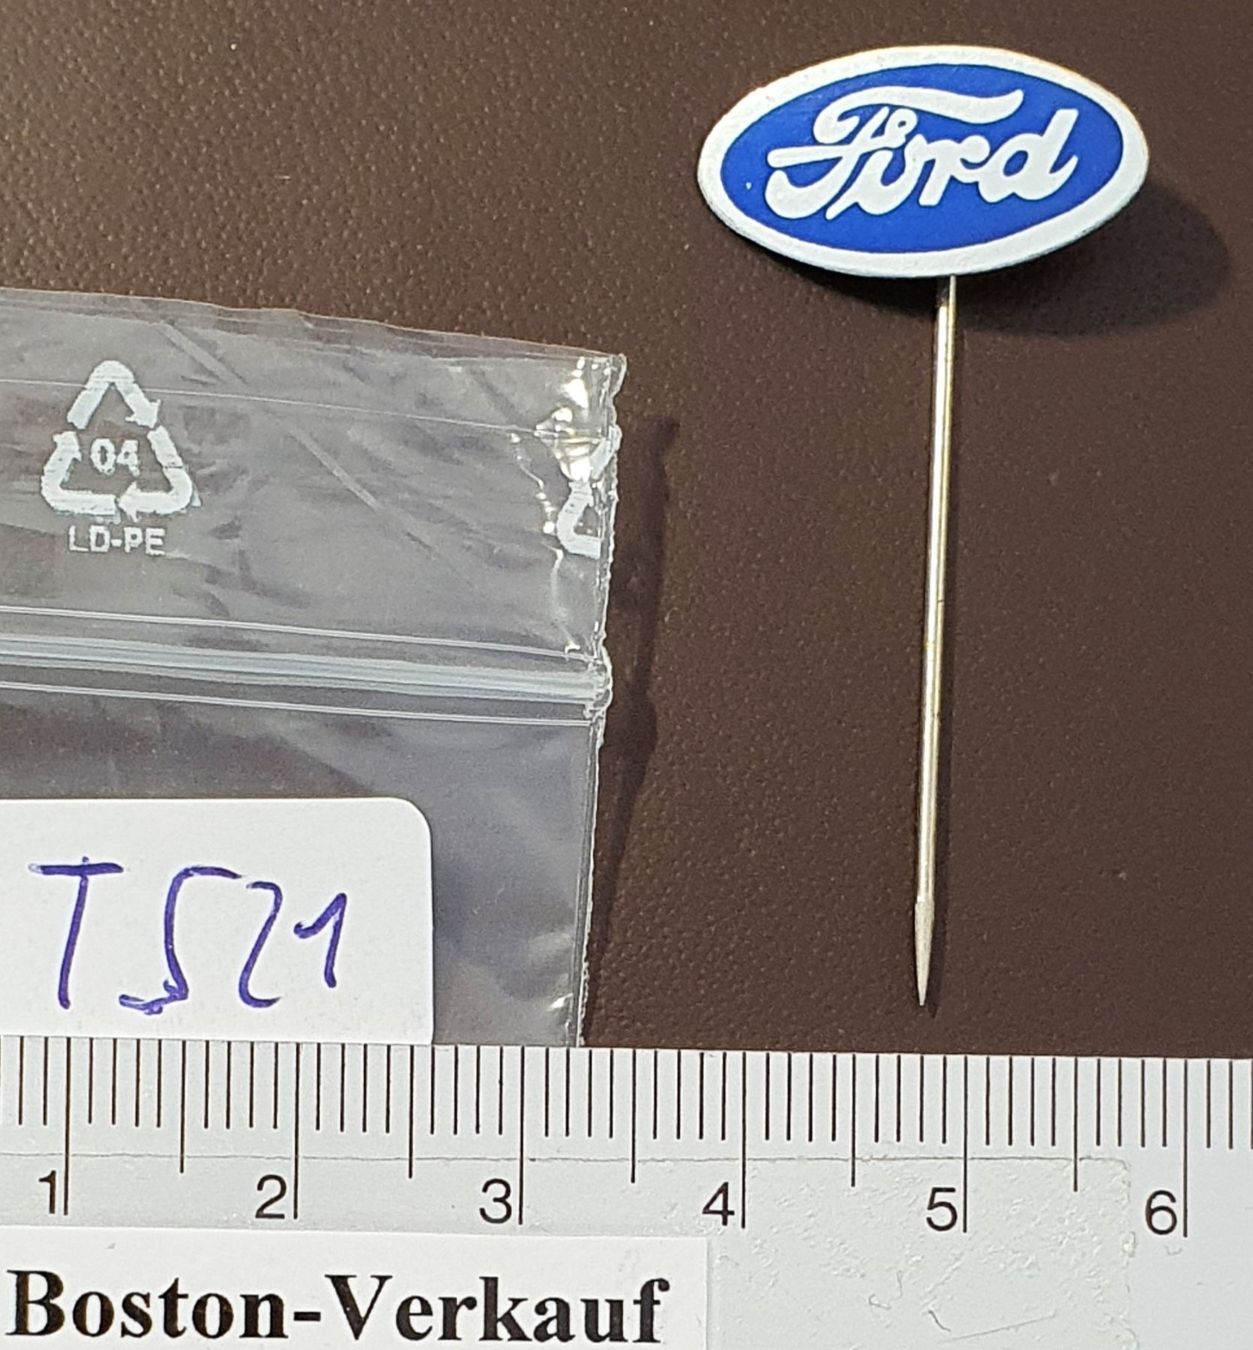 Ford
04
LD-PE
T521
1 2 3 4 5 6
Boston-Verkauf